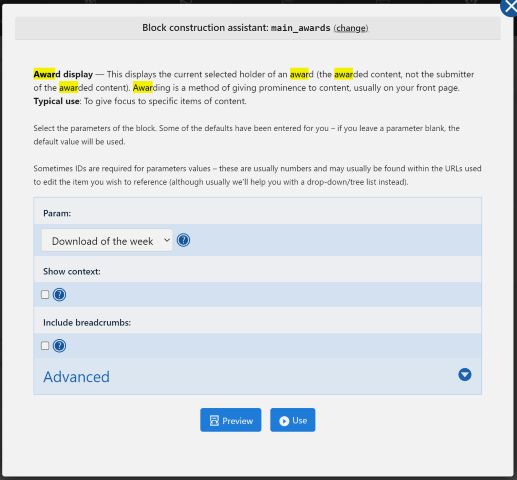 Block construction assistant: main_awards (change)
Award display — This displays the current selected holder of an award (the awarded content, not the submitter
of the awarded content). Awarding is a method of giving prominence to content, usually on your front page.
Typical use: To give focus to specific items of content.
Select the parameters of the block. Some of the defaults have been entered for you – if you leave a parameter blank, the
default value will be used.
Sometimes IDs are required for parameters values – these are usually numbers and may usually be found within the URLs used
to edit the item you wish to reference (although usually we'll help you with a drop-down/tree list instead).
Param:
Download of the week
Show context:
Include breadcrumbs:
Advanced
Preview
Use